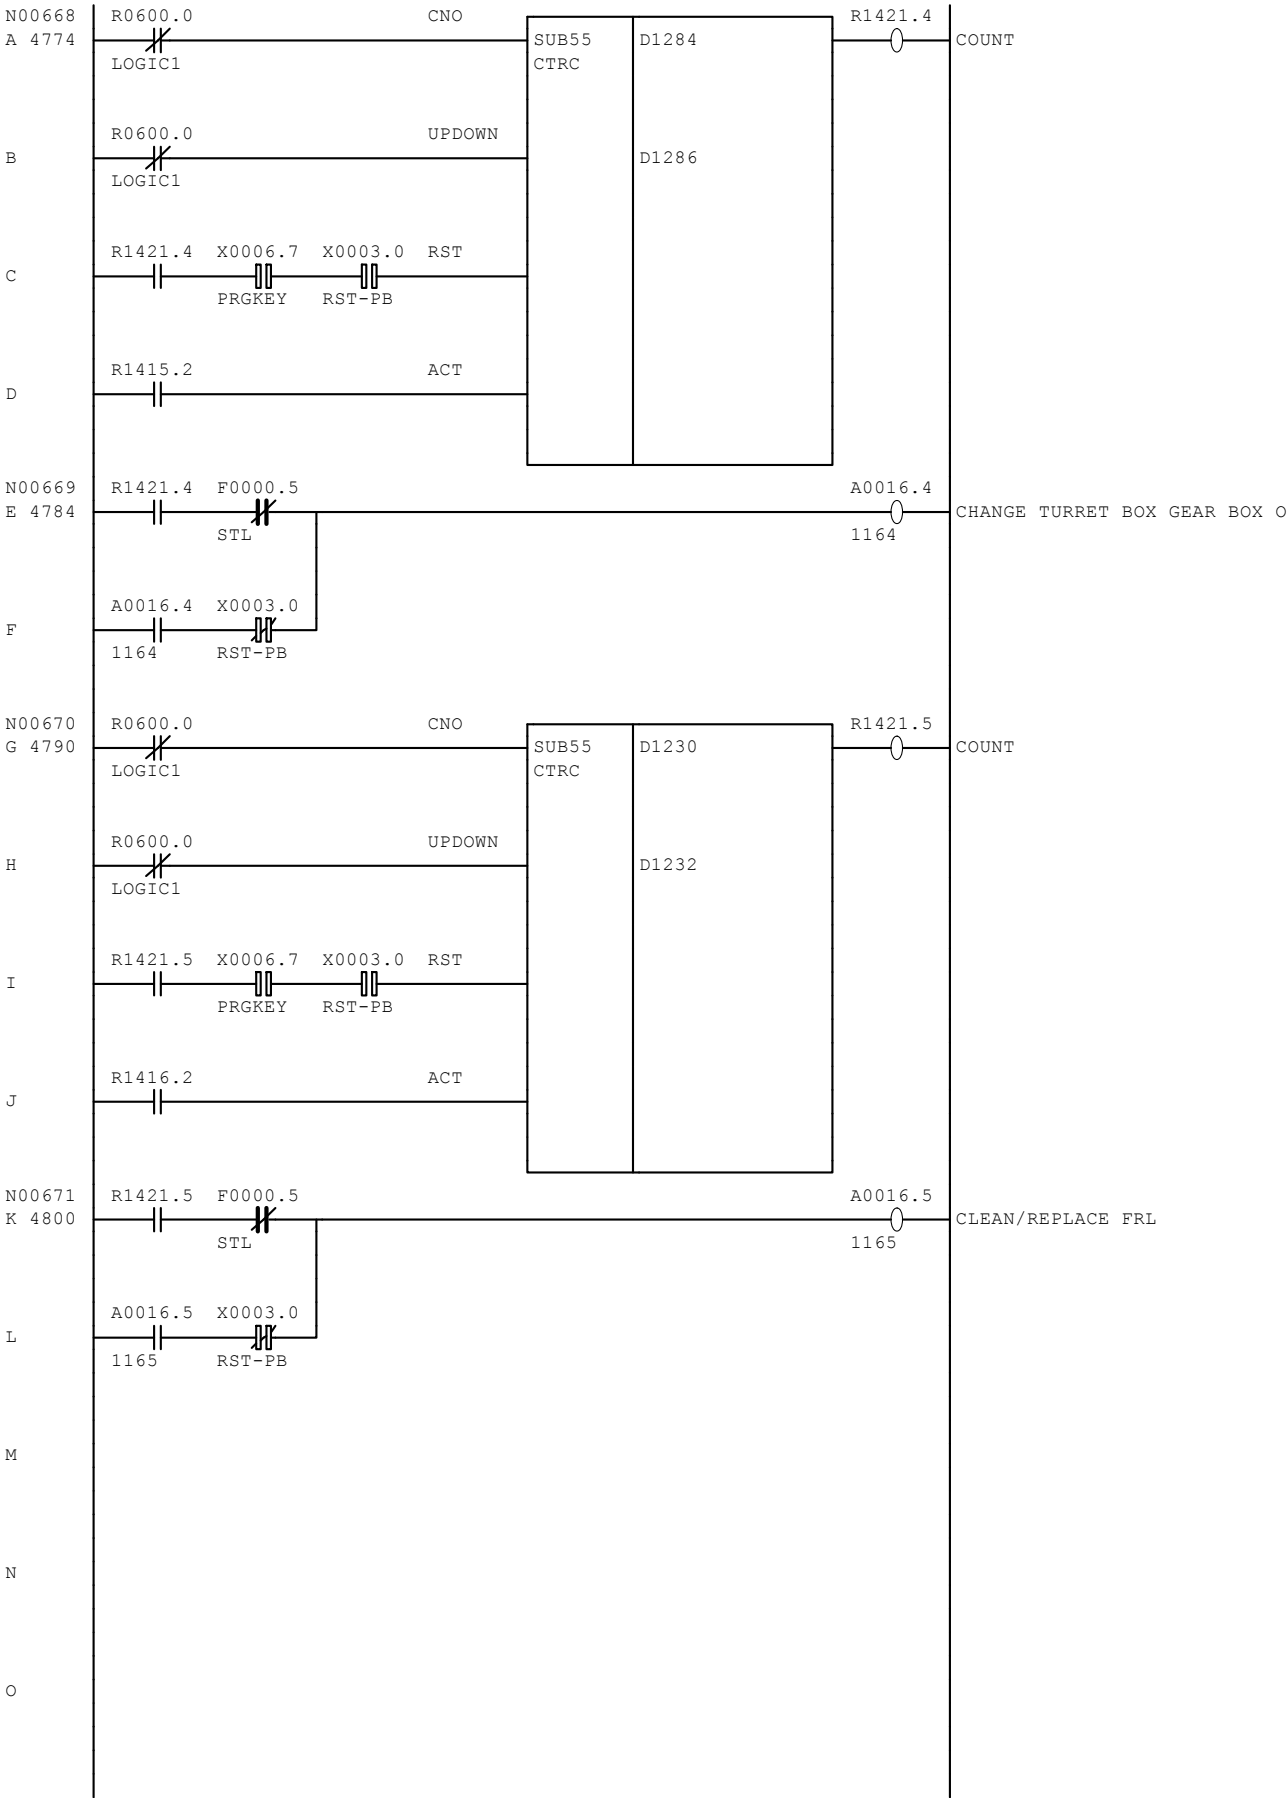 N00668 R0600.0 CNO R1421.4
A 4774 SUB55 D1284 COUNT
LOGIC1 CTRC
R0600.0 UPDOWN
B D1286
LOGIC1
R1421.4 X0006.7 X0003.0 RST
C
PRGKEY RST-PB
R1415.2 ACT
D
N00669 R1421.4 F0000.5 A0016.4
E 4784 CHANGE TURRET BOX GEAR BOX O
STL 1164
A0016.4 X0003.0
F
1164 RST-PB
N00670 R0600.0 CNO R1421.5
G 4790 SUB55 D1230 COUNT
LOGIC1 CTRC
R0600.0 UPDOWN
H D1232
LOGIC1
R1421.5 X0006.7 X0003.0 RST
I
PRGKEY RST-PB
R1416.2 ACT
J
N00671 R1421.5 F0000.5 A0016.5
K 4800 CLEAN/REPLACE FRL
STL 1165
A0016.5 X0003.0
L
1165 RST-PB
M
N
O